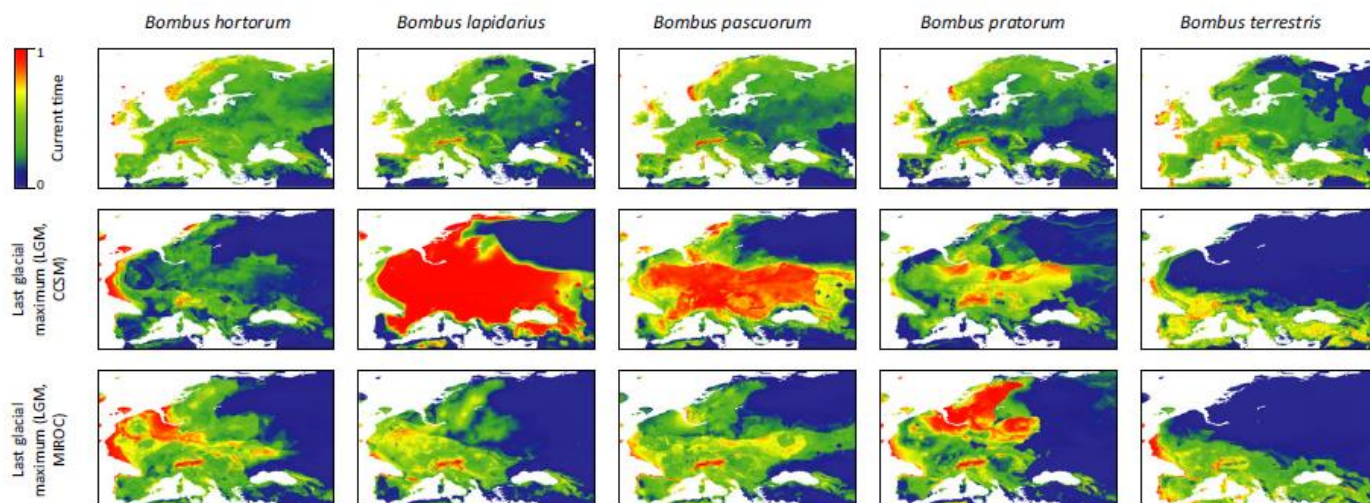 Bombus hortorum
Bombus lapidarius
Bombus pascuorum
Bombus pratorum
Bombus terrestris
1
Current time
0
Last glacial
maximum (LGM,
CCSM)
Last glacial
maximum (LGM,
MIROC)